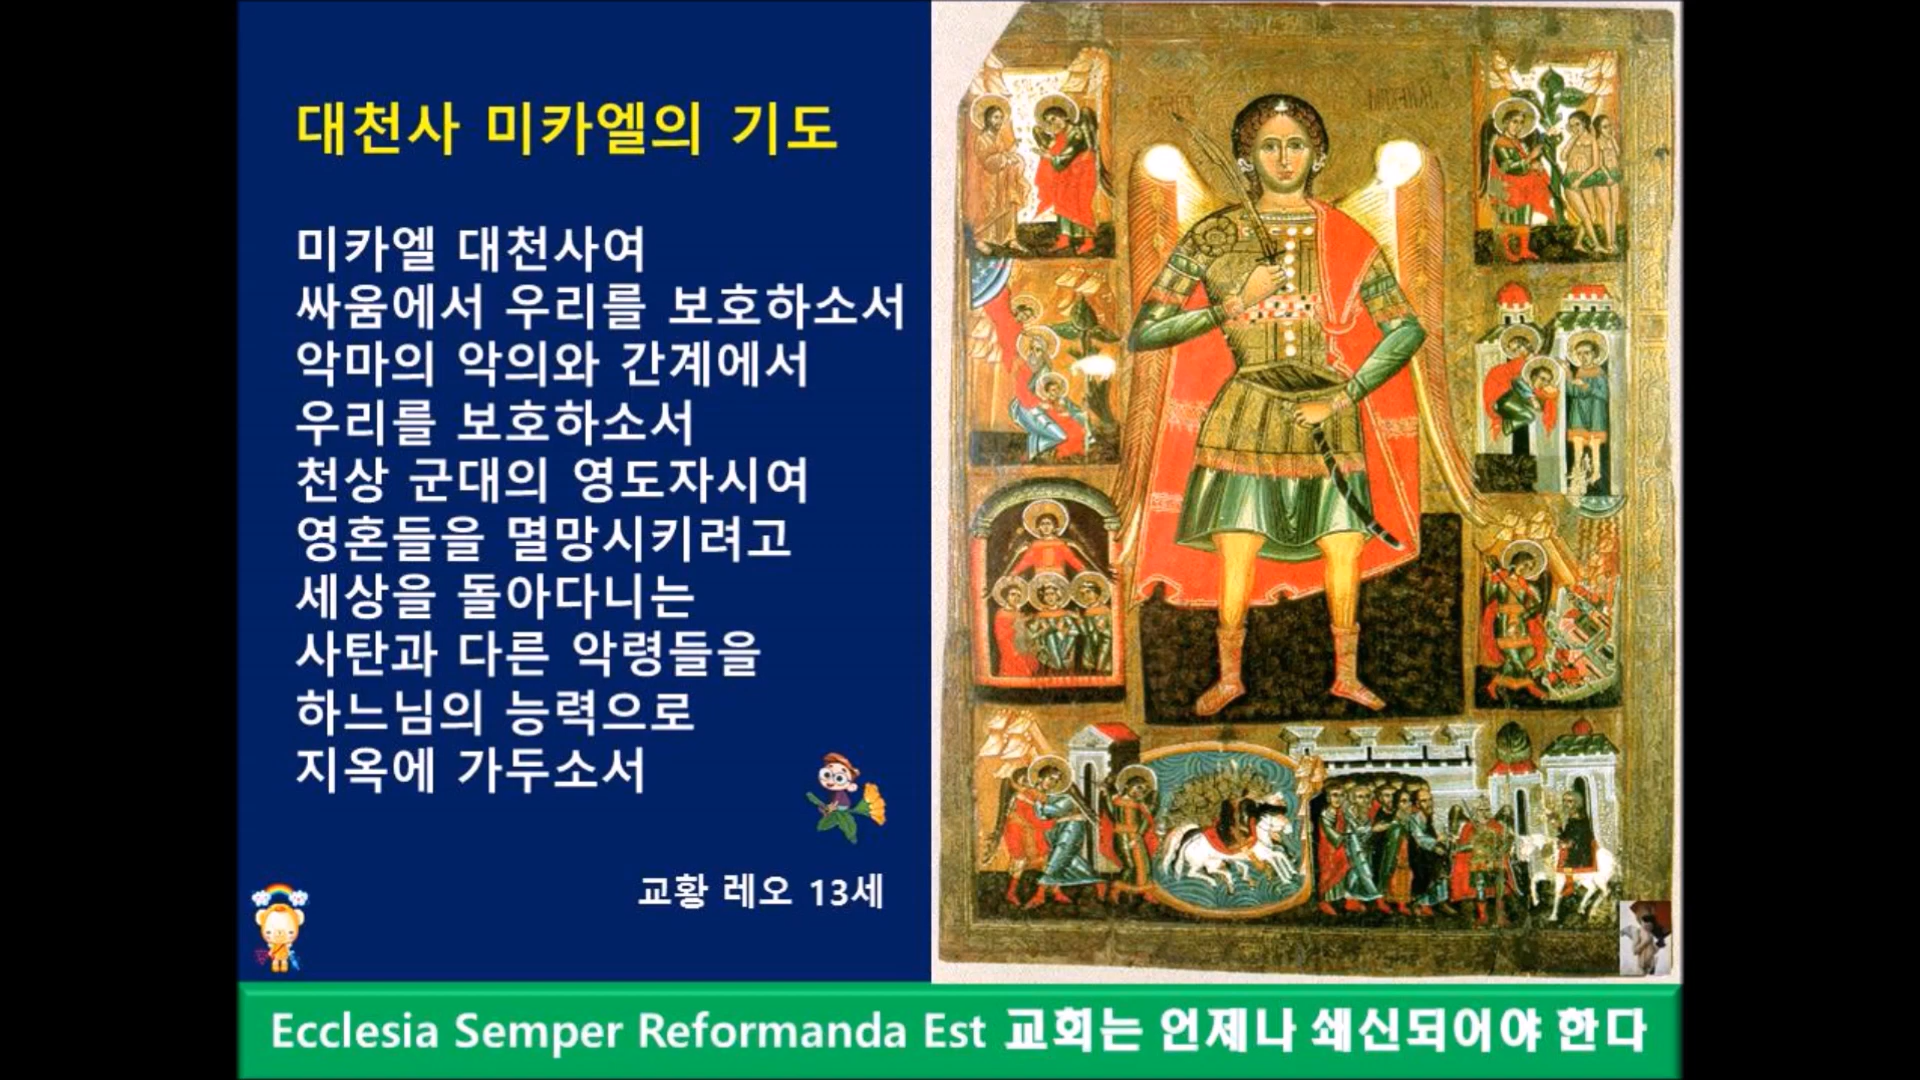 대천사 미카엘의 기도
미카엘 대천사여
싸움에서 우리를 보호하소서
악마의 악의와 간계에서
우리를 보호하소서
천상 군대의 영도자시여
영혼들을 멸망시키려고
세상을 돌아다니는
사탄과 다른 악령들을
하느님의 능력으로
지옥에 가두소서
교황 레오 13세
Ecclesia Semper Reformanda Est 교회는 언제나 쇄신되어야 한다